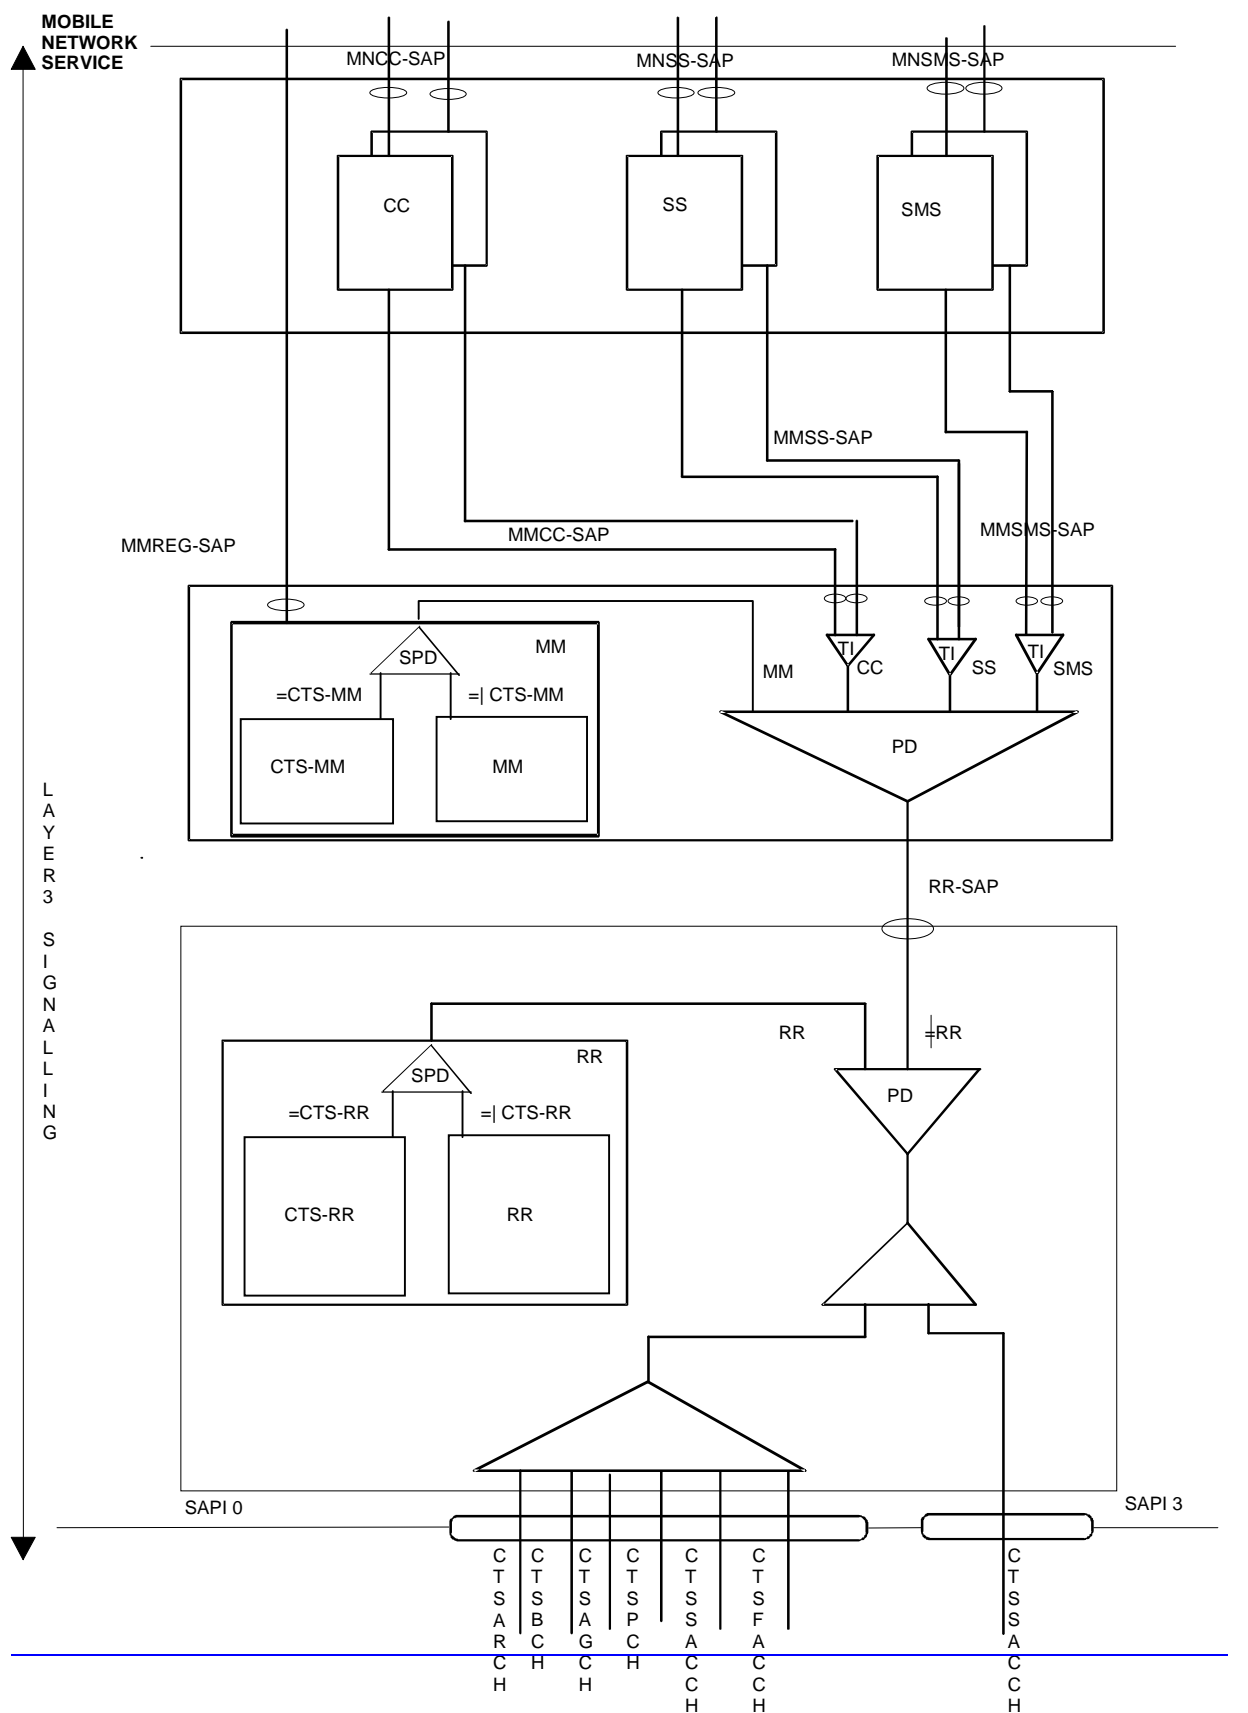 MOBILE
NETWORK
SERVICE
MNCC-SAP
MNSS-SAP
MNSMS-SAP
CC
SS
SMS
MMSS-SAP
MMREG-SAP
MMCC-SAP
MMSMS-SAP
SPD
MM
=CTS-MM
=| CTS-MM
CTS-MM
MM
MM
TI
CC
TI
SS
TI
SMS
PD
LAYER3 SIGNALLING
.
RR-SAP
RR
=RR
SPD
RR
=CTS-RR
=| CTS-RR
CTS-RR
RR
PD
SAPI 0
SAPI 3
CTSARCH
CTSBCH
CTSAGCH
CTSPCH
CTSSACCH
CTSFACCH
CTSSACCH